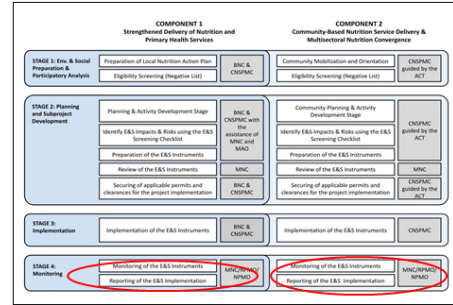 COMPONENT 1
Strengthened Delivery of Nutrition and
Primary Health Services
COMPONENT 2
Community-Based Nutrition Service Delivery &
Multisectoral Nutrition Convergence
STAGE 1: Env. & Social
Preparation &
Participatory Analysis
Preparation of Local Nutrition Action Plan
Eligibility Screening (Negative List)
BNC &
CNSPMC
Community Mobilization and Orientation
Eligibility Screening (Negative List)
CNSPMC
guided by the
ACT
STAGE 2: Planning
and Subproject
Development
Planning & Activity Development Stage
Identify E&S Impacts & Risks using the E&S
Screening Checklist
Preparation of the E&S Instruments
BNC &
CNSPMC with
the
assistance of
MNC and
MAO
Review of the E&S Instruments
MNC
Securing of applicable permits and
clearances for the project implementation
BNC &
CNSPMC
Community Planning & Activity
Development Stage
Identify E&S Impacts & Risks using the E&S
Screening Checklist
Preparation of the E&S Instruments
CNSPMC
guided by the
ACT
Review of the E&S Instruments
MNC
Securing of applicable permits and
clearances for the project implementation
CNSPMC
guided by the
ACT
STAGE 3:
Implementation
Implementation of the E&S Instruments
BNC &
CNSPMC
Implementation of the E&S Instruments
CNSPMC
STAGE 4:
Monitoring
Monitoring of the E&S Instruments
Reporting of the E&S Implementation
MNC/RPMO/
NPMO
Monitoring of the E&S Instruments
Reporting of the E&S Implementation
MNC/RPMO/
NPMO